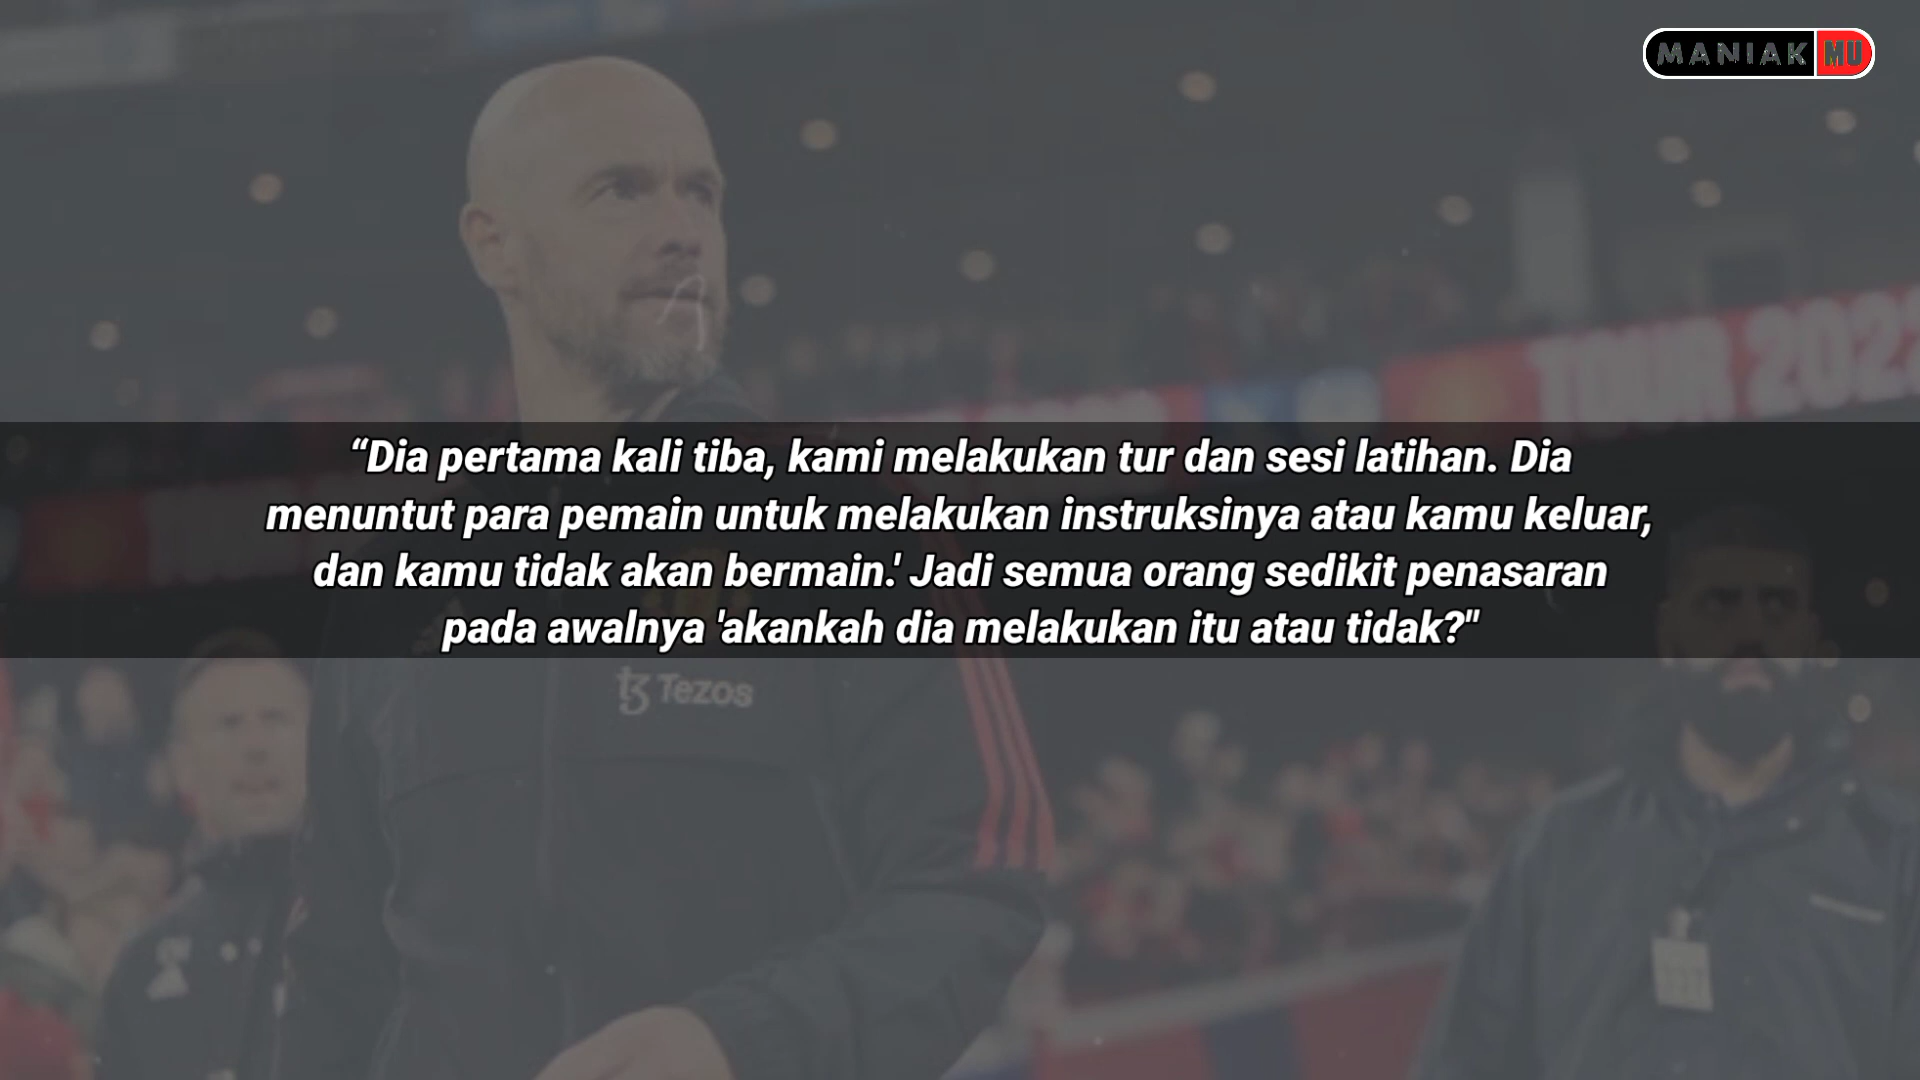 MANIAK MU
TOUR 2022
“Dia pertama kali tiba, kami melakukan tur dan sesi latihan. Dia
menuntut para pemain untuk melakukan instruksinya atau kamu keluar,
dan kamu tidak akan bermain.' Jadi semua orang sedikit penasaran
pada awalnya 'akankah dia melakukan itu atau tidak?"
Tezos